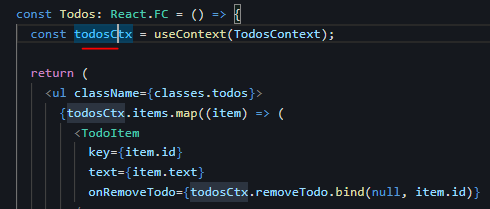 const Todos: React.FC = () => {
const todosCtx = useContext(TodosContext);
return (
<ul className={classes.todos}>
{todosCtx.items.map((item) => (
<TodoItem
key={item.id}
text={item.text}
onRemoveTodo={todosCtx.removeTodo.bind(null, item.id)}